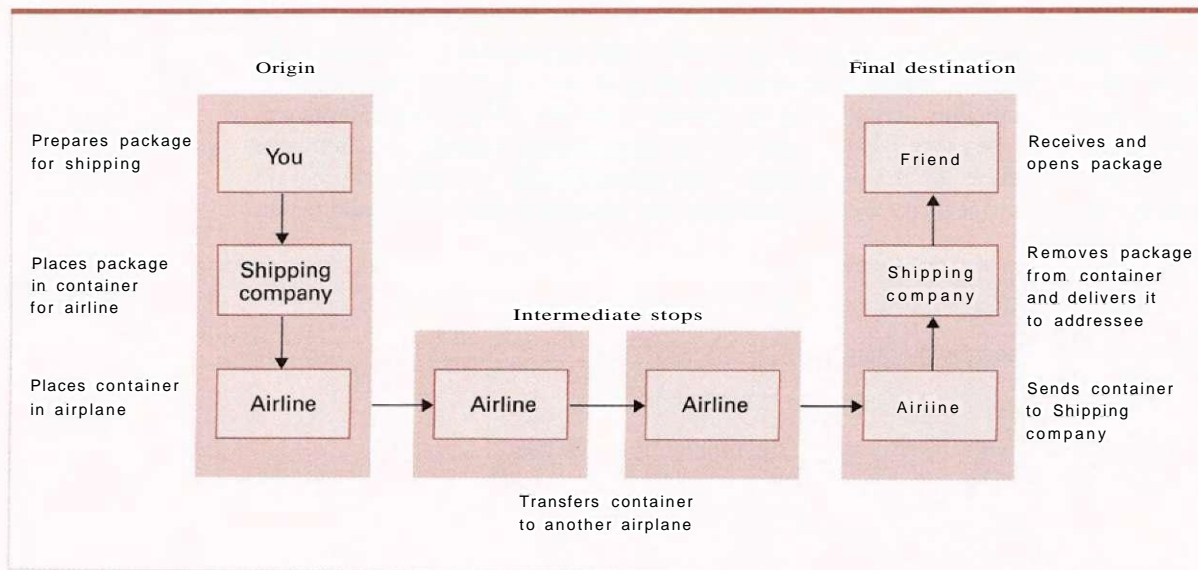 Origin
Final destination
Prepares package
for shipping
You
Friend
Receives and
opens package
Places package
in container
for airline
Shipping
company
Shipping
company
Removes package
from container
and delivers it
to addressee
Intermediate stops
Places container
in airplane
Airline
Airline
Airline
Airiine
Sends container
to Shipping
company
Transfers container
to another airplane